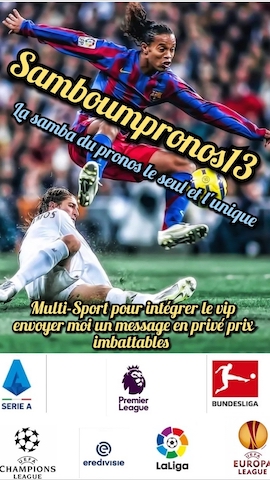 Samboumpronos13
La samba du pronos le seul et l'unique
Multi-Sport pour intégrer le vip
envoyer moi un message en privé prix
imbattables
SERIE A
Premier
League
BUNDESLIGA
CHAMPIONS
LEAGUE
eredivisie
LaLiga
EUROPA
LEAGUE